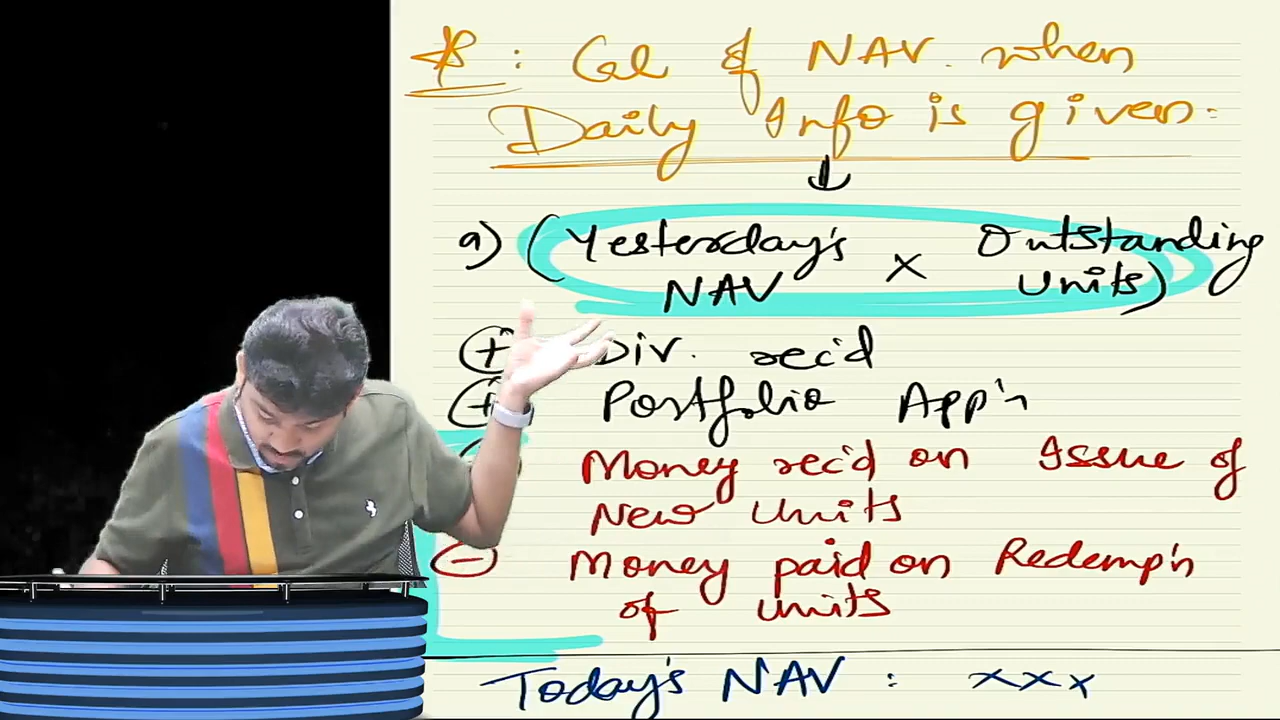 : Cal of NAV. when
Daily Info is given:
a) (Yesterday's NAV × Outstanding Units)
(+) Div. rec'd
(+) Portfolio App'n
Money rec'd on Issue of
New Units
(-) Money paid on Redemp'n
of units
Today's NAV : xxx